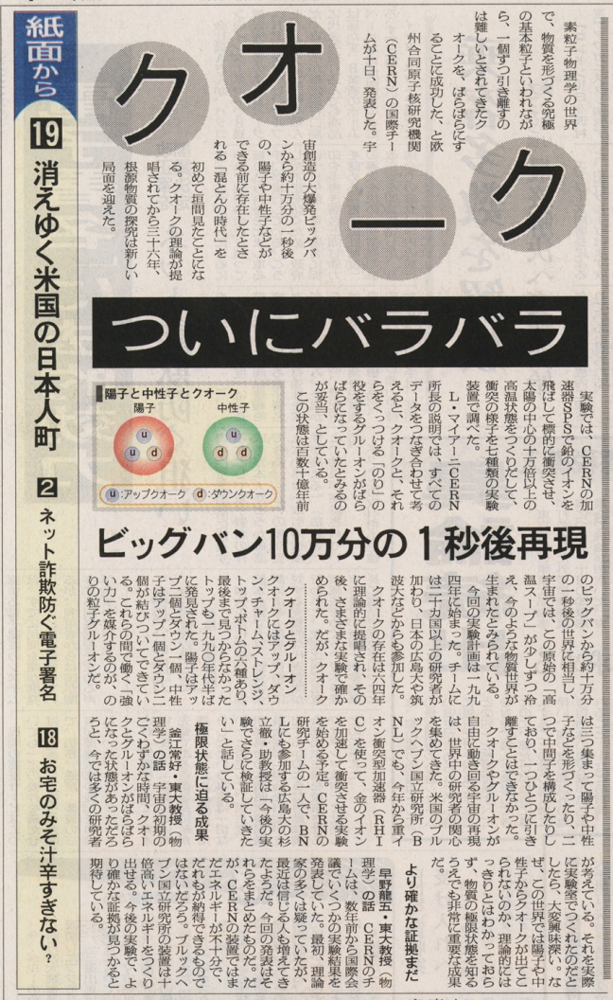 紙面から
19 消えゆく米国の日本人町
2 ネット詐欺防ぐ電子署名
18 お宅のみそ汁辛すぎない?
クオーク
ついにバラバラ
素粒子物理学の世界
で、物質を形づくる究極
の基本粒子といわれなが
ら、一個ずつ引き離すの
は難しいとされてきたク
オークを、ばらばらにす
ることに成功した、と欧
州合同原子核研究機関
(CERN)の国際チー
ムが十日、発表した。宇
宙創造の大爆発ビッグバ
ンから約十万分の一秒後
の、陽子や中性子などが
できる前に存在したとさ
れる「混とんの時代」を
初めて垣間見たことにな
る。クオークの理論が提
唱されてから三十六年、
根源物質の探究は新しい
局面を迎えた。
ビッグバン10万分の1秒後再現
実験では、CERNの加
速器SPSで鉛のイオンを
飛ばして標的に衝突させ、
太陽の中心の十万倍以上の
高温状態をつくりだして、
衝突の様子を七種類の実験
装置で調べた。
L・マイアーニCERN
所長の説明では、すべての
データをつなぎ合わせて考
えると、クオークと、それ
らをくっつける「のり」の
役をするグルーオンがばら
ばらになっていたとみるの
が妥当、としている。
この状態は百数十億年前
陽子と中性子とクオーク
陽子
中性子
u
u d
u
d d
u:アップクオーク d:ダウンクオーク
のビッグバンから約十万分
の一秒後の世界に相当し、
宇宙では、この原始の「高
温スープ」が少しずつ冷
え、今のような物質世界が
生まれたとみられている。
今回の実験計画は一九九
四年に始まった。チームに
は二十カ国以上の研究者が
加わり、日本の広島大や筑
波大などからも参加した。
クオークの存在は六四年
に理論的に提唱され、その
後、さまざまな実験で確か
められた。だが、クオーク
クオークとグルーオン
クオークにはアップ、ダウ
ン、チャーム、ストレンジ、
トップ、ボトムの六種あり、
最後まで見つからなかった
トップも一九九〇年代半ば
に発見された。陽子はアッ
プ二個とダウン一個、中性
子はアップ一個とダウン二
個が結びついてできてい
る。これらの間で働く「強
い力」を媒介するのが、の
りの粒子グルーオンだ。
は三つ集まって陽子や中性
子などを形づくったり、二
つで中間子を構成したりし
ており、一つひとつに引き
離すことはできなかった。
クオークやグルーオンが
自由に動き回る宇宙の再現
は、世界中の研究者の関心
を集めてきた。米国のブル
ックヘブン国立研究所(B
NL)でも、今年から重イ
オン衝突型加速器(RHI
C)を使って、金のイオン
を加速して衝突させる実験
を始める予定。CERNの
研究チームの一人で、BN
Lにも参加する広島大の杉
立徹・助教授は「今後の実
験でさらに検証していきた
い」と話している。
極限状態に迫る成果
釜江常好・東大教授(物
理学)の話 宇宙の初期の
ごくわずかな時間、クオー
クとグルーオンがばらばら
になった状態があっただろ
うと、今では多くの研究者
が考えている。それを実際
に実験室でつくれたのだと
したら、大変興味深い。な
ぜ、この世界では陽子や中
性子からクオークが出てこ
られないのか、理論的には
っきりとはわかっておら
ず、物質の極限状態を知る
うえでも非常に重要な成果
だ。
より確かな証拠まだ
早野龍五・東大教授(物
理学)の話 CERNのチ
ームは、数年前から国際会
議でいくつかの実験結果を
発表していた。最初、理論
家の多くは疑っていたが、
最近は信じる人も増えてき
たようだ。今回の発表はそ
れらをまとめたものだ。だ
が、CERNの装置ではま
だエネルギーが不十分で、
だれもが納得できるもので
はないだろう。ブルックヘ
ブン国立研究所の装置は十
倍高いエネルギーをつくり
出せる。今後の実験で、よ
り確かな証拠が見つかると
期待している。